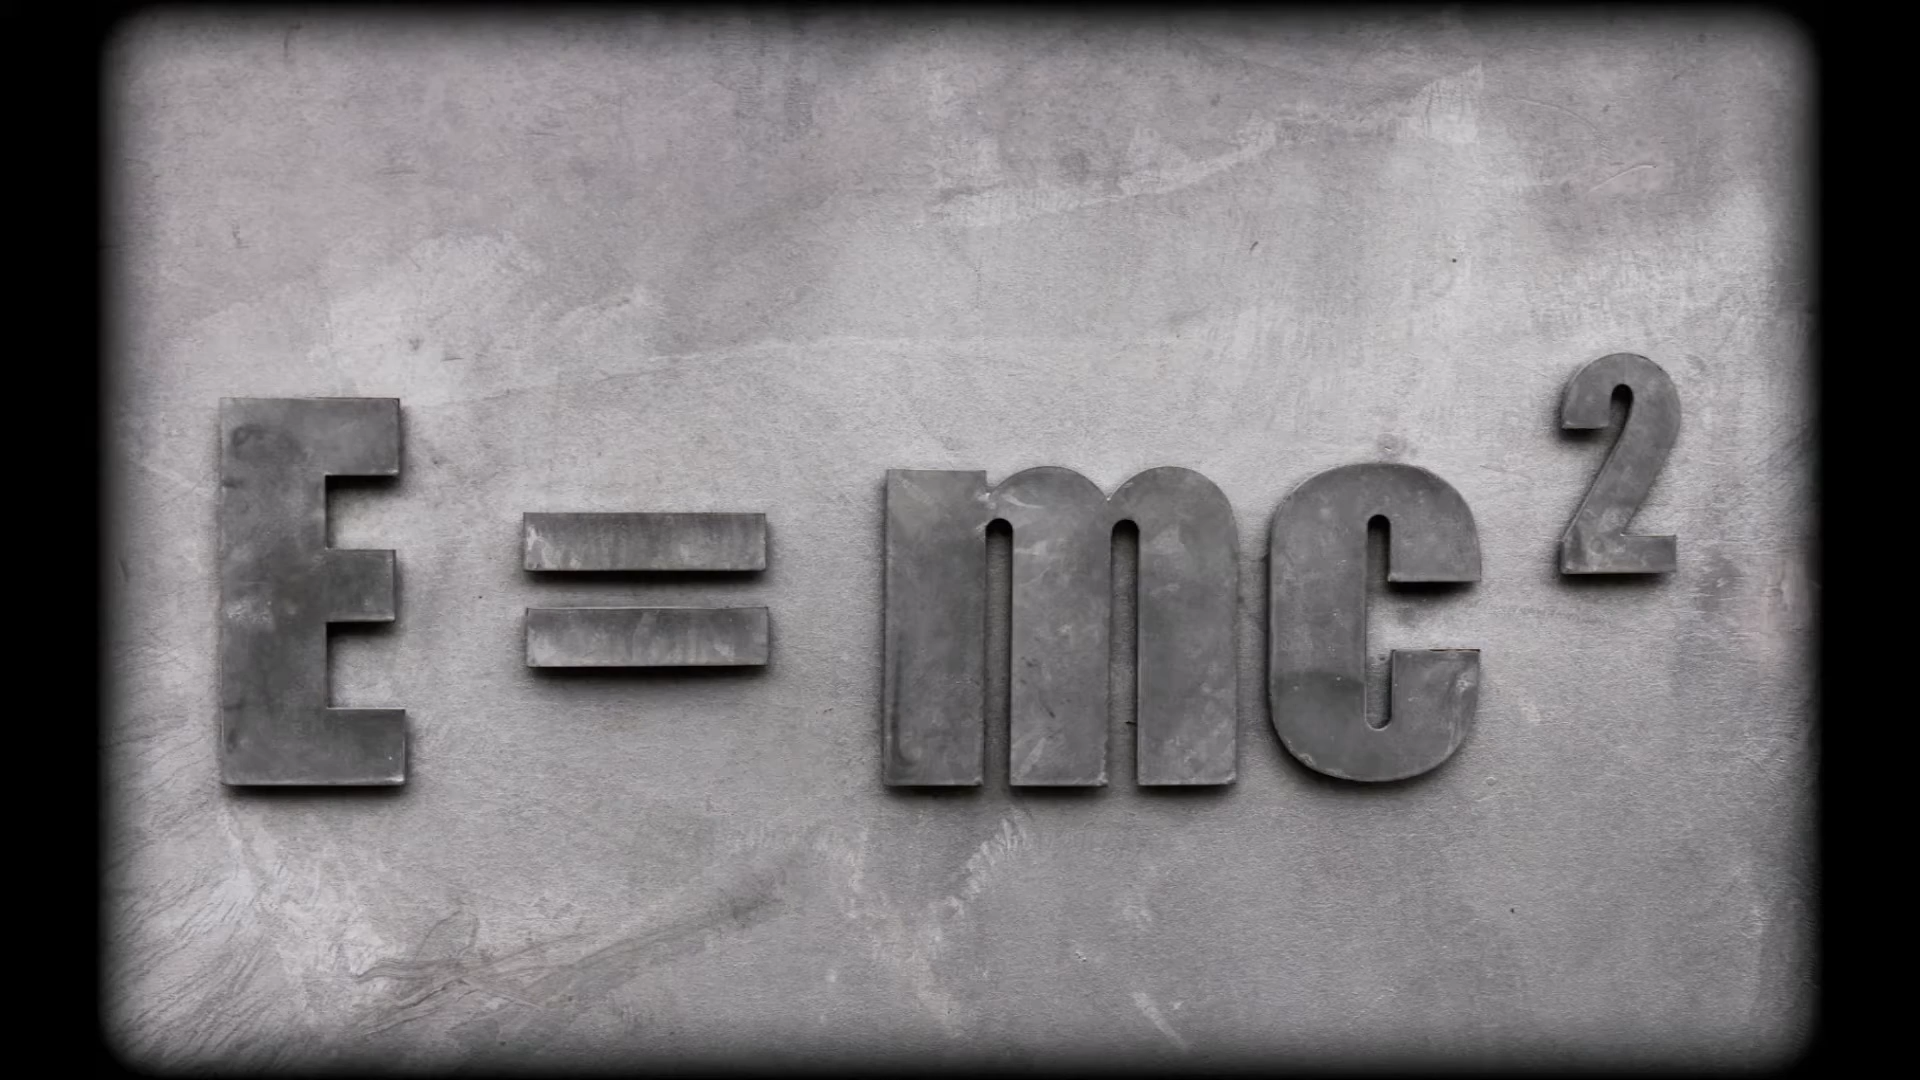 E = mc²